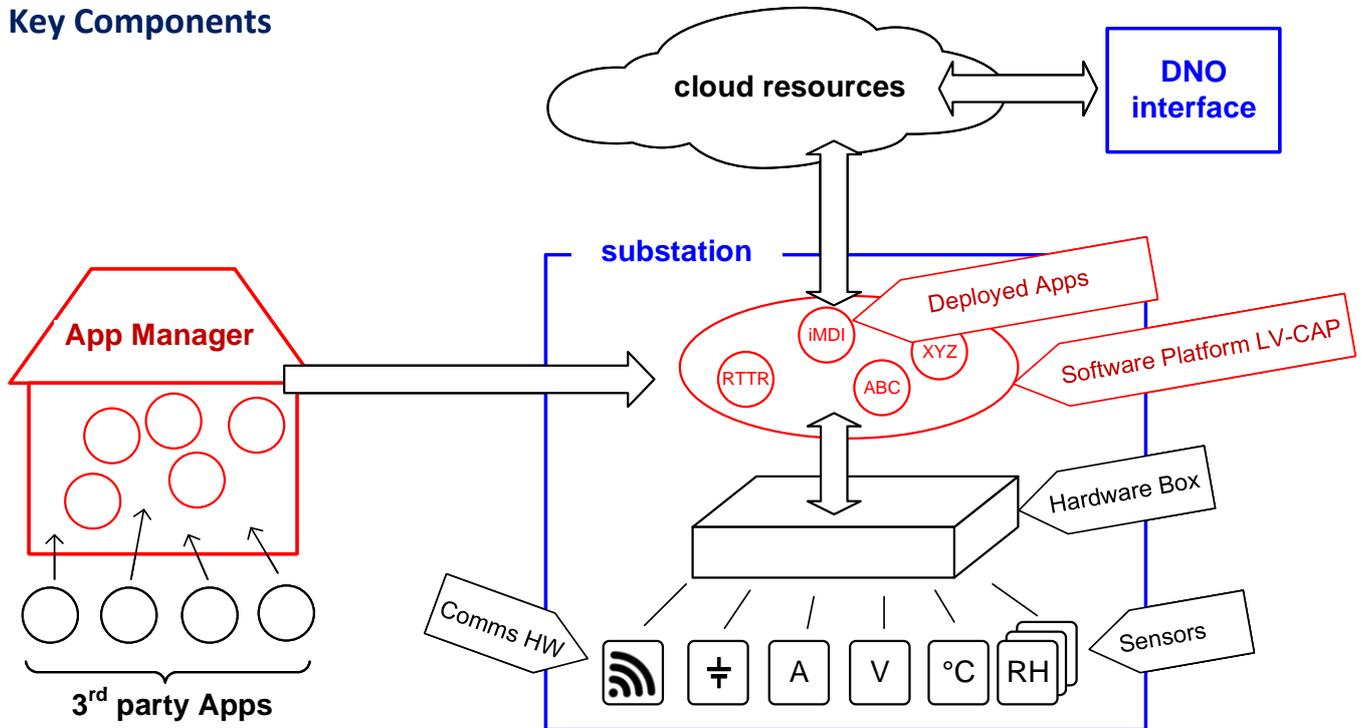 Key Components
cloud resources
DNO
interface
substation
Deployed Apps
App Manager
iMDI
XYZ
Software Platform LV-CAP
RTTR
ABC
Hardware Box
Comms HW
Sensors
A
V
°C
RH
3rd party Apps